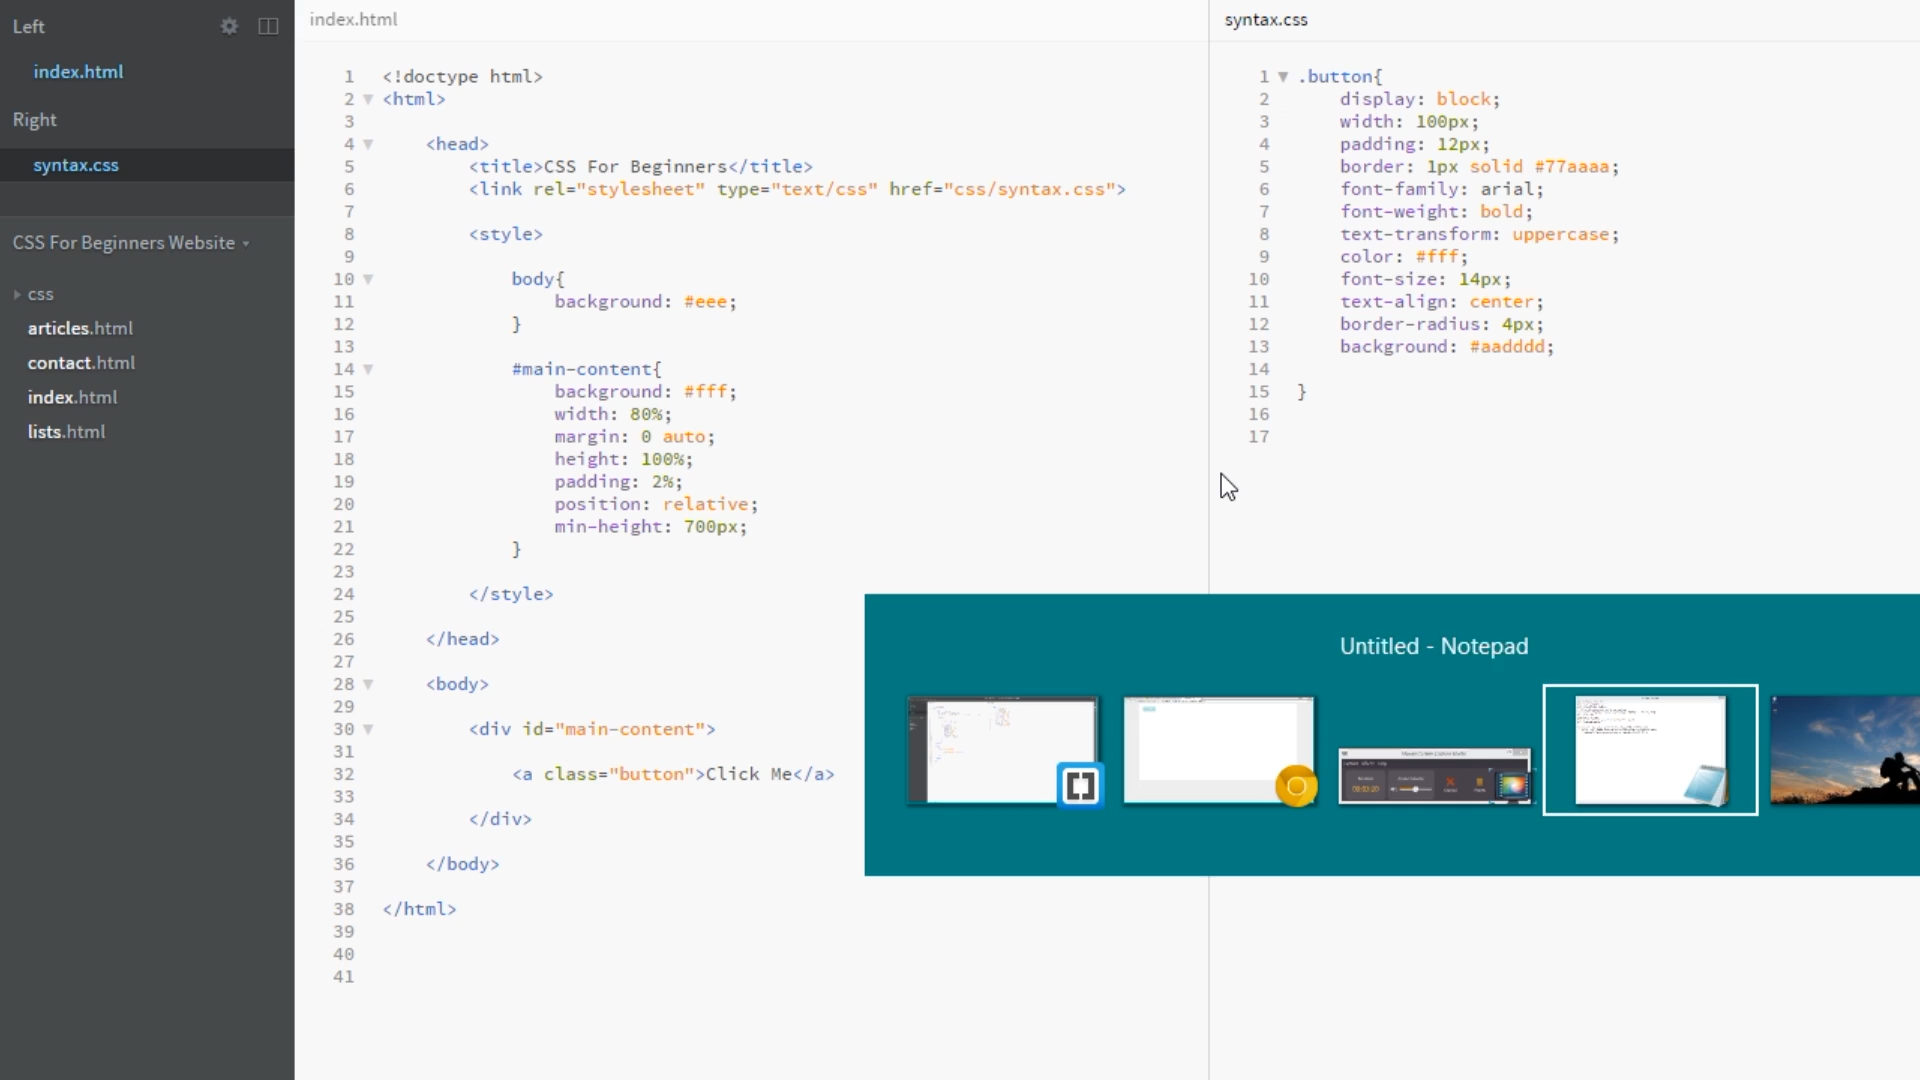 Left
index.html
Right
syntax.css
CSS For Beginners Website
css
articles.html
contact.html
index.html
lists.html
index.html
1 <!doctype html>
2 <html>
3
4 <head>
5 <title>CSS For Beginners</title>
6 <link rel="stylesheet" type="text/css" href="css/syntax.css">
7
8 <style>
9
10 body{
11 background: #eee;
12 }
13
14 #main-content{
15 background: #fff;
16 width: 80%;
17 margin: 0 auto;
18 height: 100%;
19 padding: 2%;
20 position: relative;
21 min-height: 700px;
22 }
23
24 </style>
25
26 </head>
27
28 <body>
29
30 <div id="main-content">
31
32 <a class="button">Click Me</a>
33
34 </div>
35
36 </body>
37
38 </html>
39
40
41
syntax.css
1 .button{
2 display: block;
3 width: 100px;
4 padding: 12px;
5 border: 1px solid #77aaaa;
6 font-family: arial;
7 font-weight: bold;
8 text-transform: uppercase;
9 color: #fff;
10 font-size: 14px;
11 text-align: center;
12 border-radius: 4px;
13 background: #aadddd;
14
15 }
16
17
Untitled - Notepad